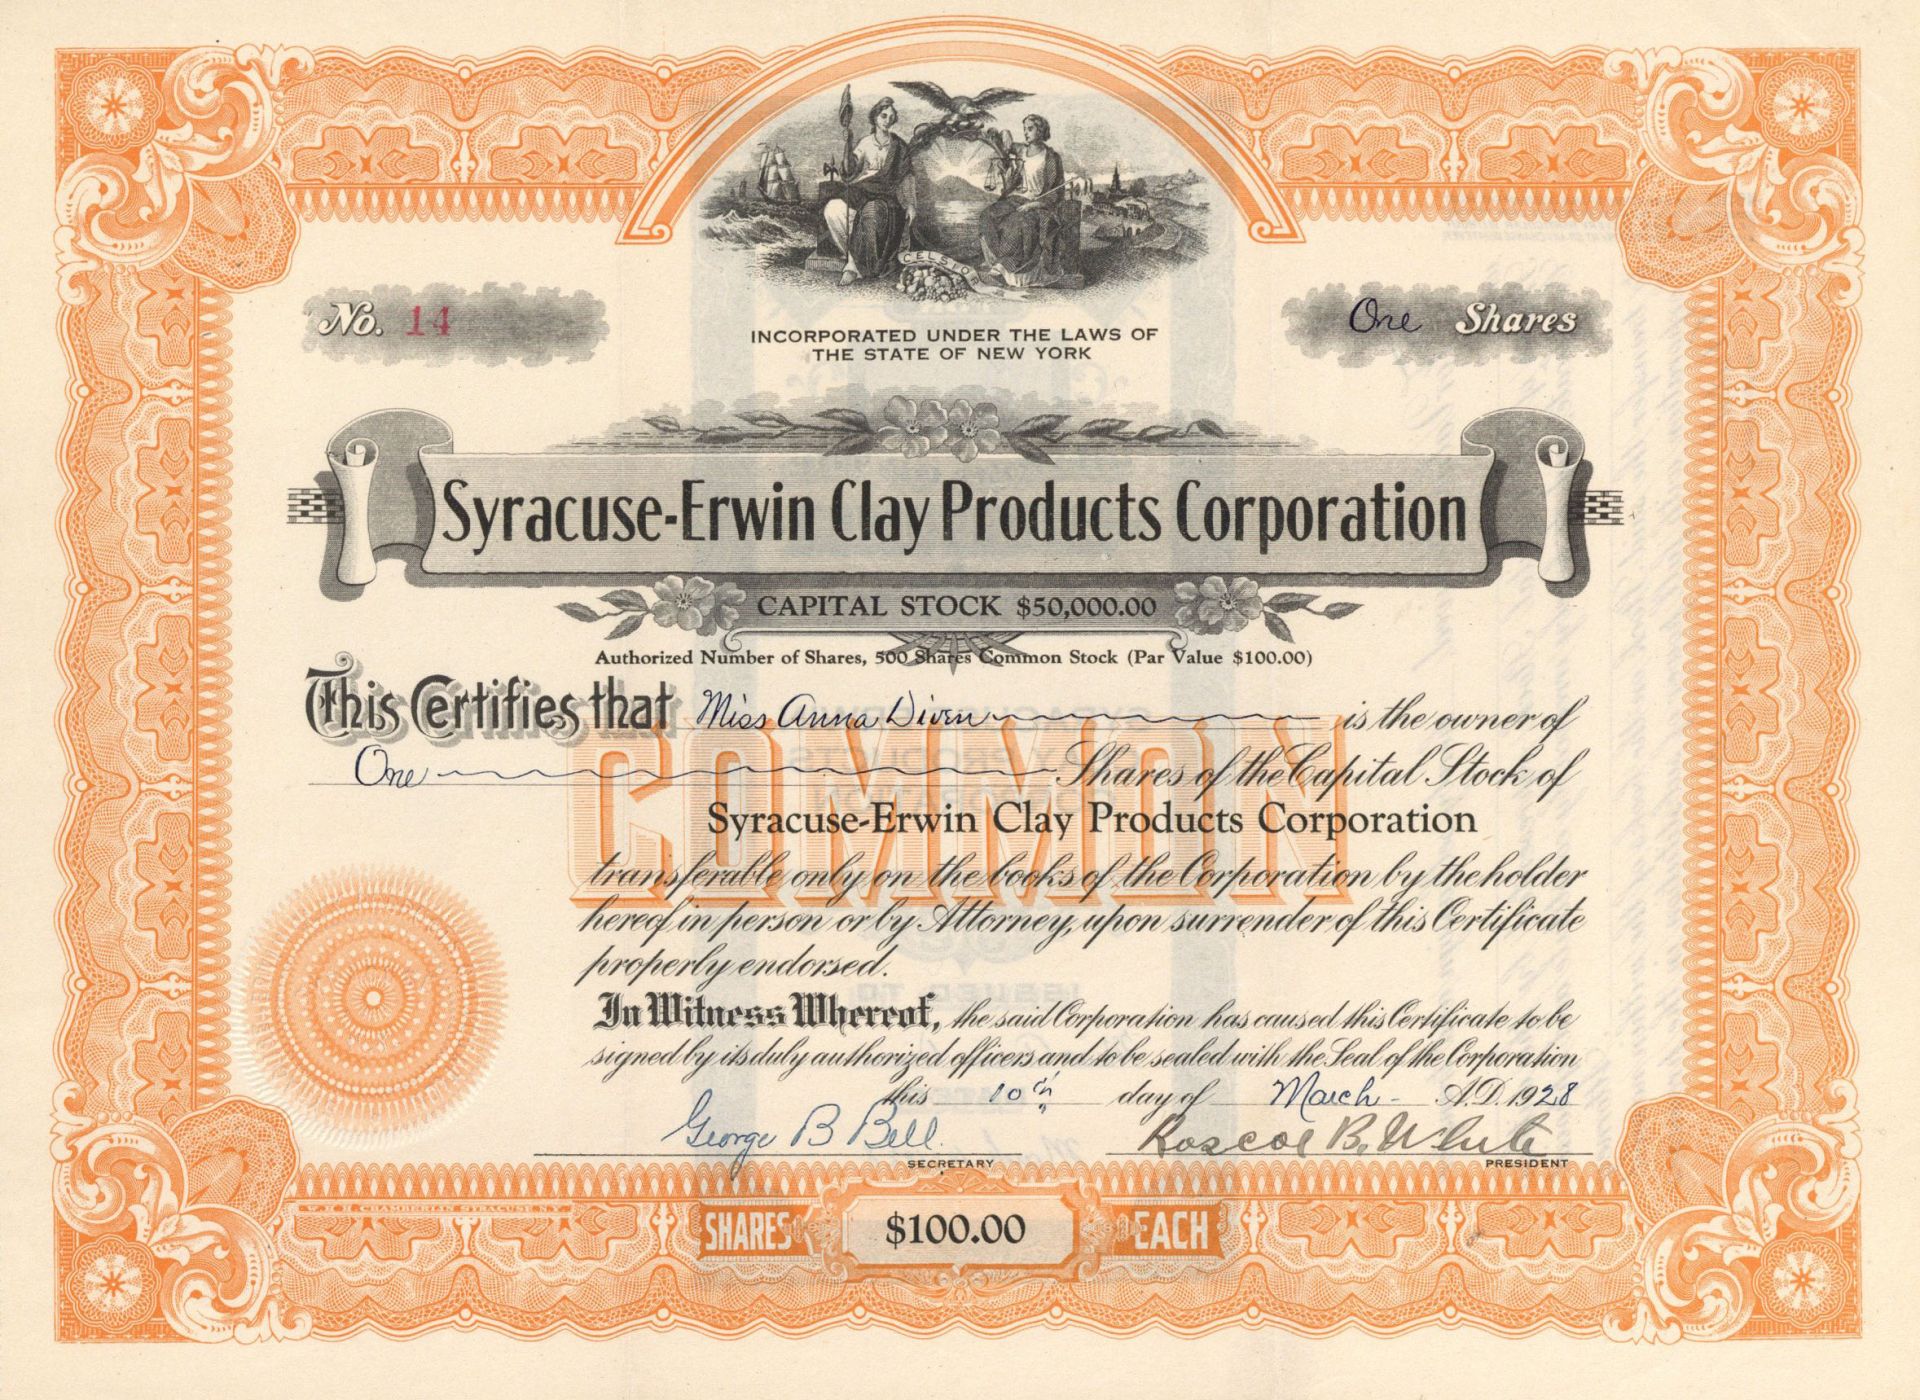 CELSIOR
No. 14
One Shares
INCORPORATED UNDER THE LAWS OF
THE STATE OF NEW YORK
Syracuse-Erwin Clay Products Corporation
CAPITAL STOCK $50,000.00
Authorized Number of Shares, 500 Shares Common Stock (Par Value $100.00)
This Certifies that Miss Anna Diven is the owner of
One Shares of the Capital Stock of
COMMON
Syracuse-Erwin Clay Products Corporation
transferable only on the books of the Corporation by the holder
hereof in person or by Attorney, upon surrender of this Certificate
properly endorsed.
In Witness Whereof, the said Corporation has caused this Certificate to be
signed by its duly authorized officers and to be sealed with the Seal of the Corporation
this 10th day of March A.D. 1928
George B Bell Roscoe B. White
SECRETARY PRESIDENT
W.E.H. CHAMBERLIN SYRACUSE N.Y.
SHARES $100.00 EACH